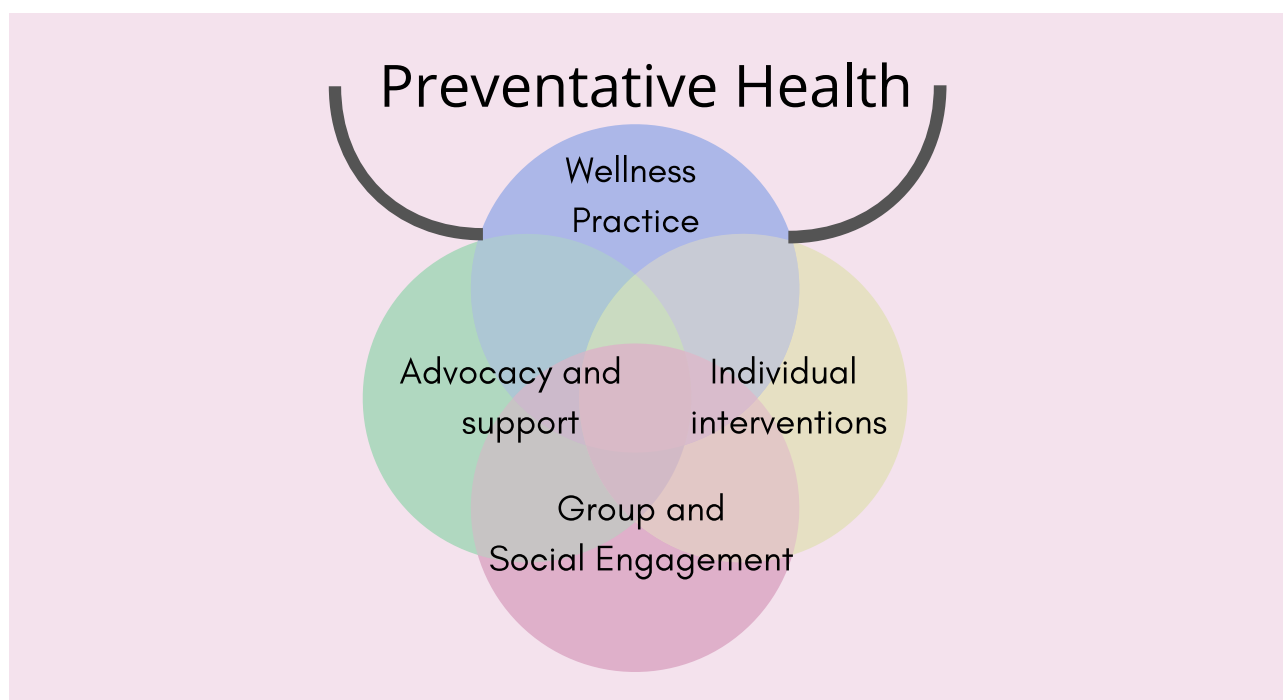 Preventative Health
Wellness
Practice
Advocacy and
support
Individual
interventions
Group and
Social Engagement